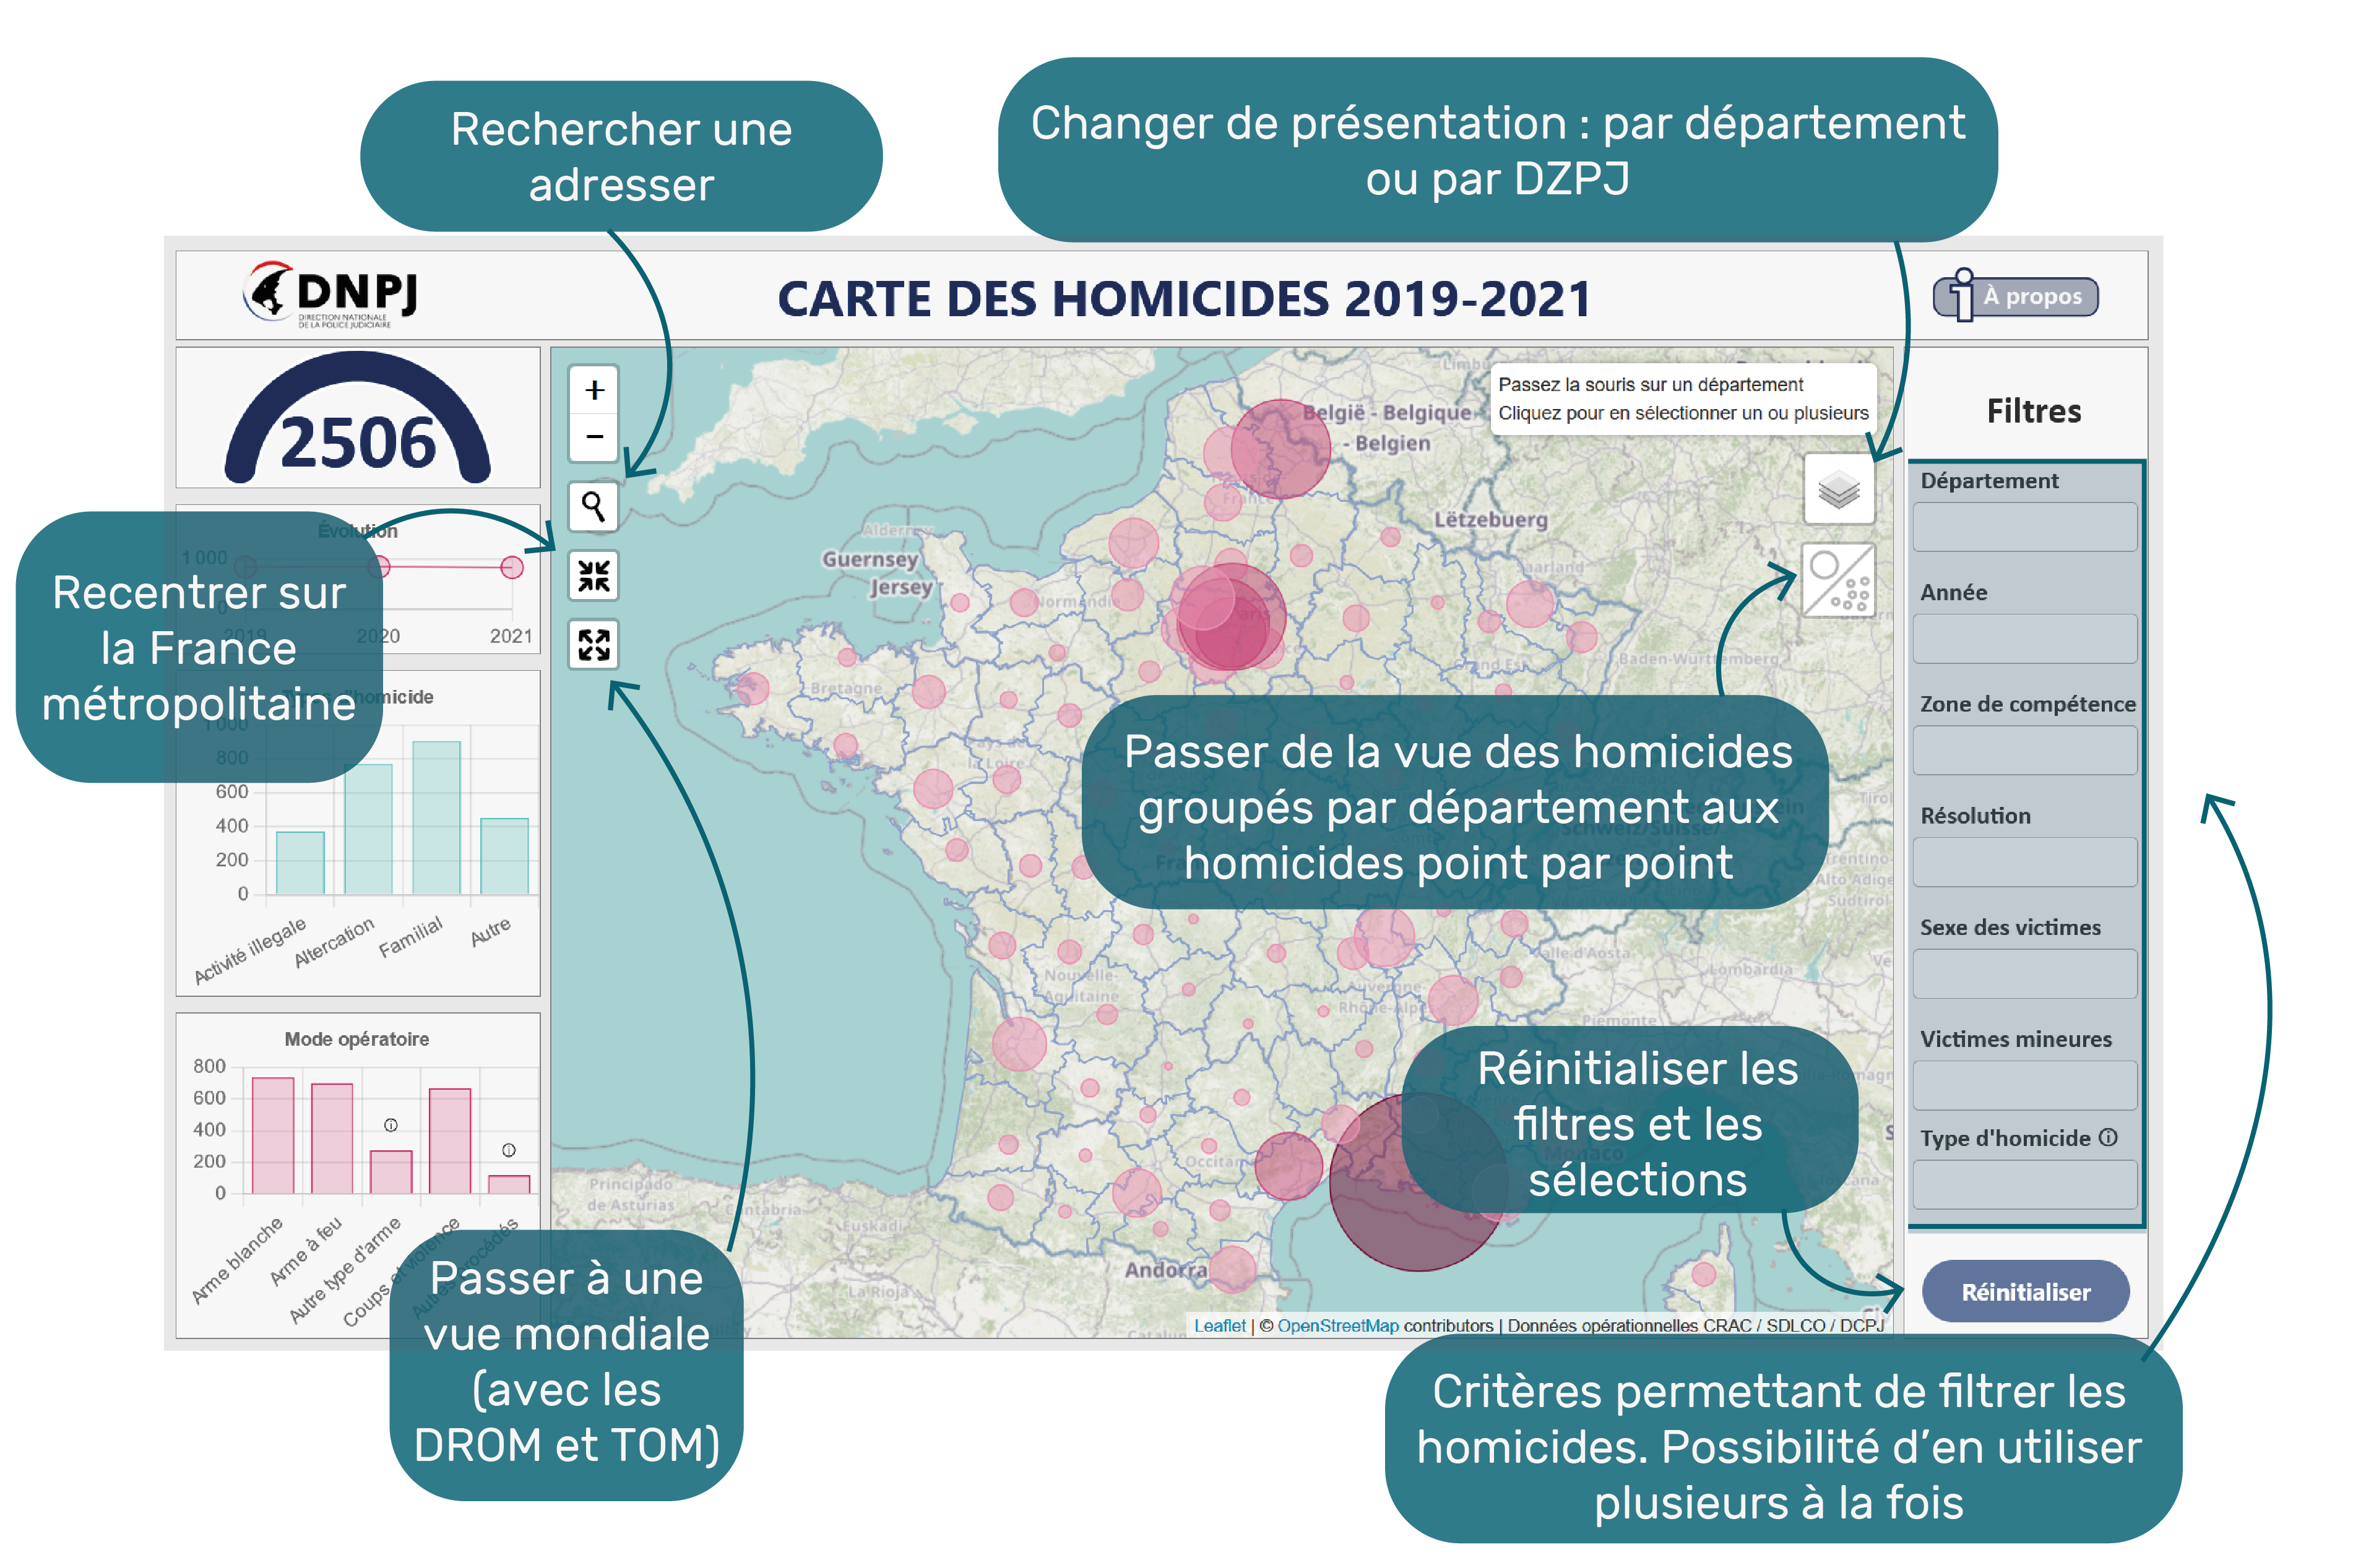 Rechercher une
adresser
Changer de présentation : par département
ou par DZPJ
DNPJ
DIRECTION NATIONALE
DE LA POLICE JUDICIAIRE
CARTE DES HOMICIDES 2019-2021
À propos
2506
Évolution
1 000
0
2019
2020
2021
Recentrer sur
la France
métropolitaine
d'homicide
1000
800
600
400
200
0
Activité illegale
Altercation
Familial
Autre
Mode opératoire
800
600
400
200
0
Arme blanche
Arme à feu
Autre type d'arme
Coups et violence
Autres procédés
Passer à une
vue mondiale
(avec les
DROM et TOM)
+
−
Passez la souris sur un département
Cliquez pour en sélectionner un ou plusieurs
België - Belgique
- Belgien
Lëtzebuerg
Saarland
Alderney
Guernsey
Jersey
Normandie
Grand Est
Baden-Württemberg
Bretagne
Pays de
la Loire
Passer de la vue des homicides
groupés par département aux
homicides point par point
Schweiz/Suisse/
Tirol
Trentino-
Alto Adige
Südtirol
Valle d'Aosta
Lombardia
Nouvelle-
Aquitaine
Auvergne-
Rhône-Alpes
Piemonte
Réinitialiser les
filtres et les
sélections
Monaco
Occitan
Principado
de Asturias
Cantabria
Euskadi
La Rioja
Andorra
Leaflet | © OpenStreetMap contributors | Données opérationnelles CRAC / SDLCO / DCPJ
Filtres
Département
Année
Zone de compétence
Résolution
Sexe des victimes
Victimes mineures
Type d'homicide ⓘ
Réinitialiser
Critères permettant de filtrer les
homicides. Possibilité d’en utiliser
plusieurs à la fois